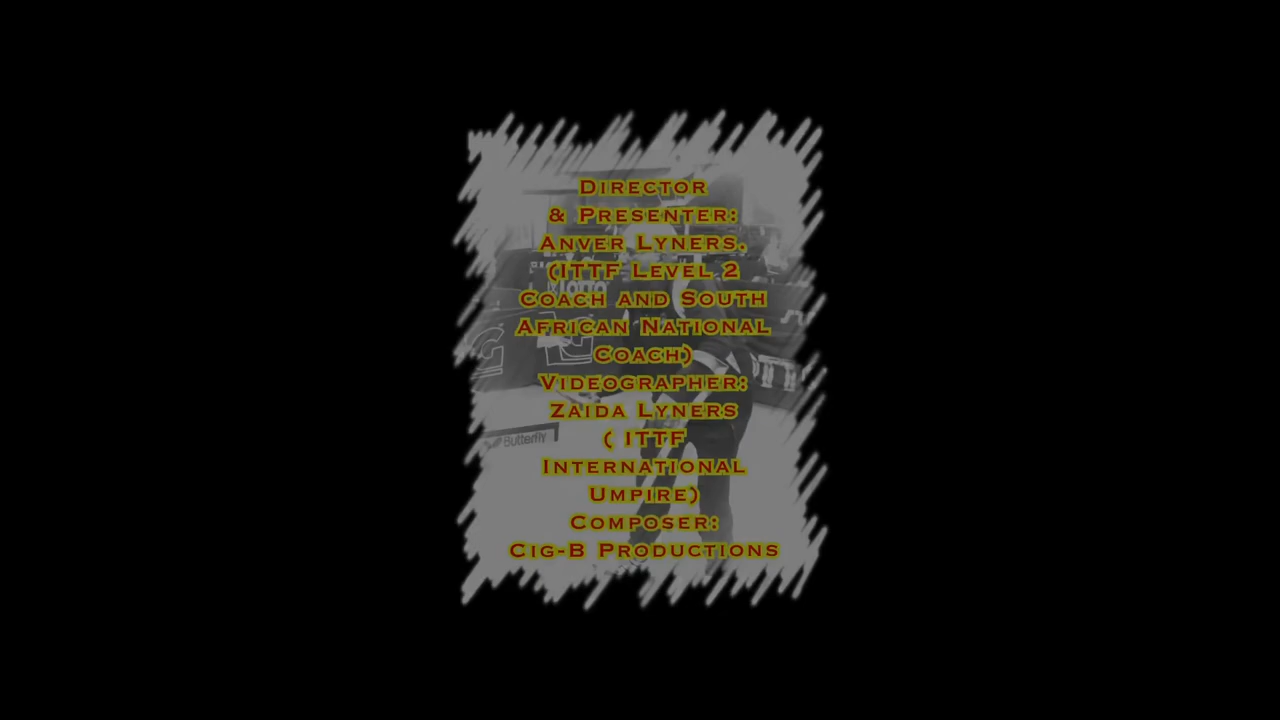 Director
& Presenter:
Anver Lyners.
(ITTF Level 2
Coach and South
African National
Coach)
Videographer:
Zaida Lyners
( ITTF
International
Umpire)
Composer:
Cig-B Productions
Butterfly